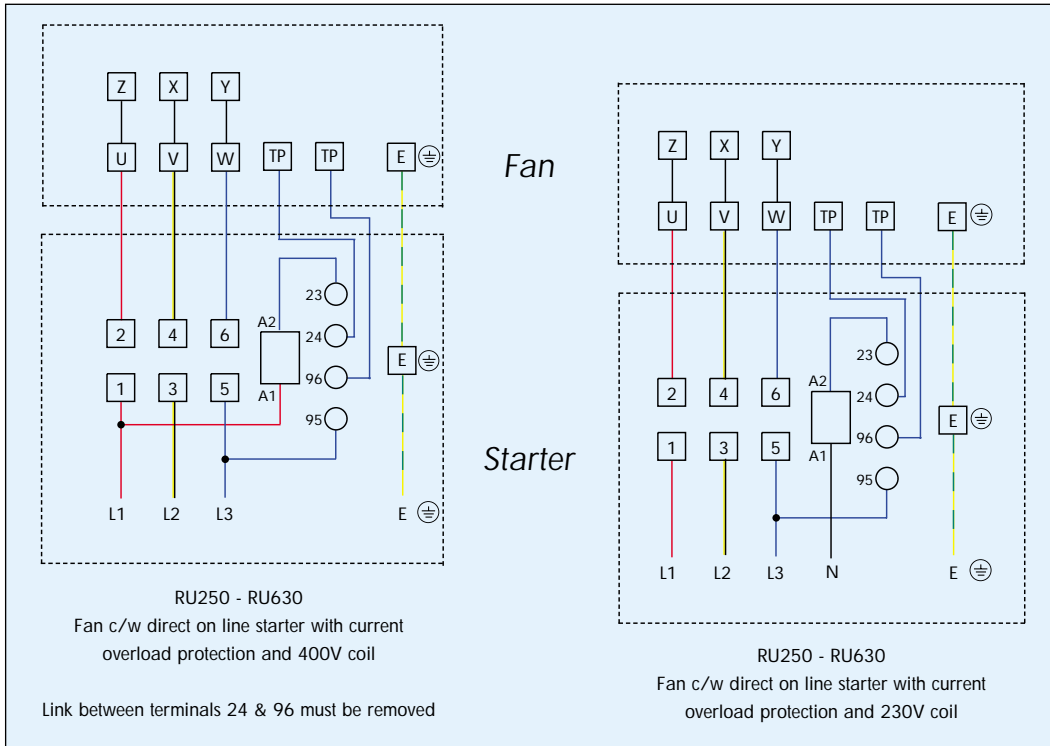 Z X Y
U V W TP TP E
23
A2
2 4 6 24
E
1 3 5 96
A1
95
L1 L2 L3 E
RU250 - RU630
Fan c/w direct on line starter with current
overload protection and 400V coil
Link between terminals 24 & 96 must be removed
Fan
Starter
Z X Y
U V W TP TP E
23
A2
2 4 6 24
E
1 3 5 96
A1
95
L1 L2 L3 N E
RU250 - RU630
Fan c/w direct on line starter with current
overload protection and 230V coil